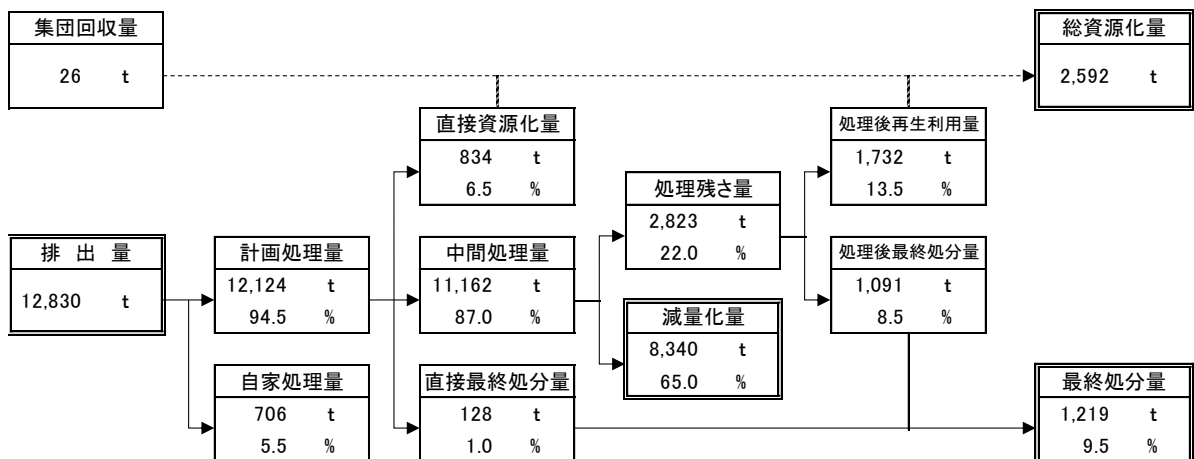 集団回収量
26 t
総資源化量
2,592 t
直接資源化量
834 t
6.5 %
処理後再生利用量
1,732 t
13.5 %
処理残さ量
2,823 t
22.0 %
排 出 量
12,830 t
計画処理量
12,124 t
94.5 %
中間処理量
11,162 t
87.0 %
処理後最終処分量
1,091 t
8.5 %
減量化量
8,340 t
65.0 %
自家処理量
706 t
5.5 %
直接最終処分量
128 t
1.0 %
最終処分量
1,219 t
9.5 %